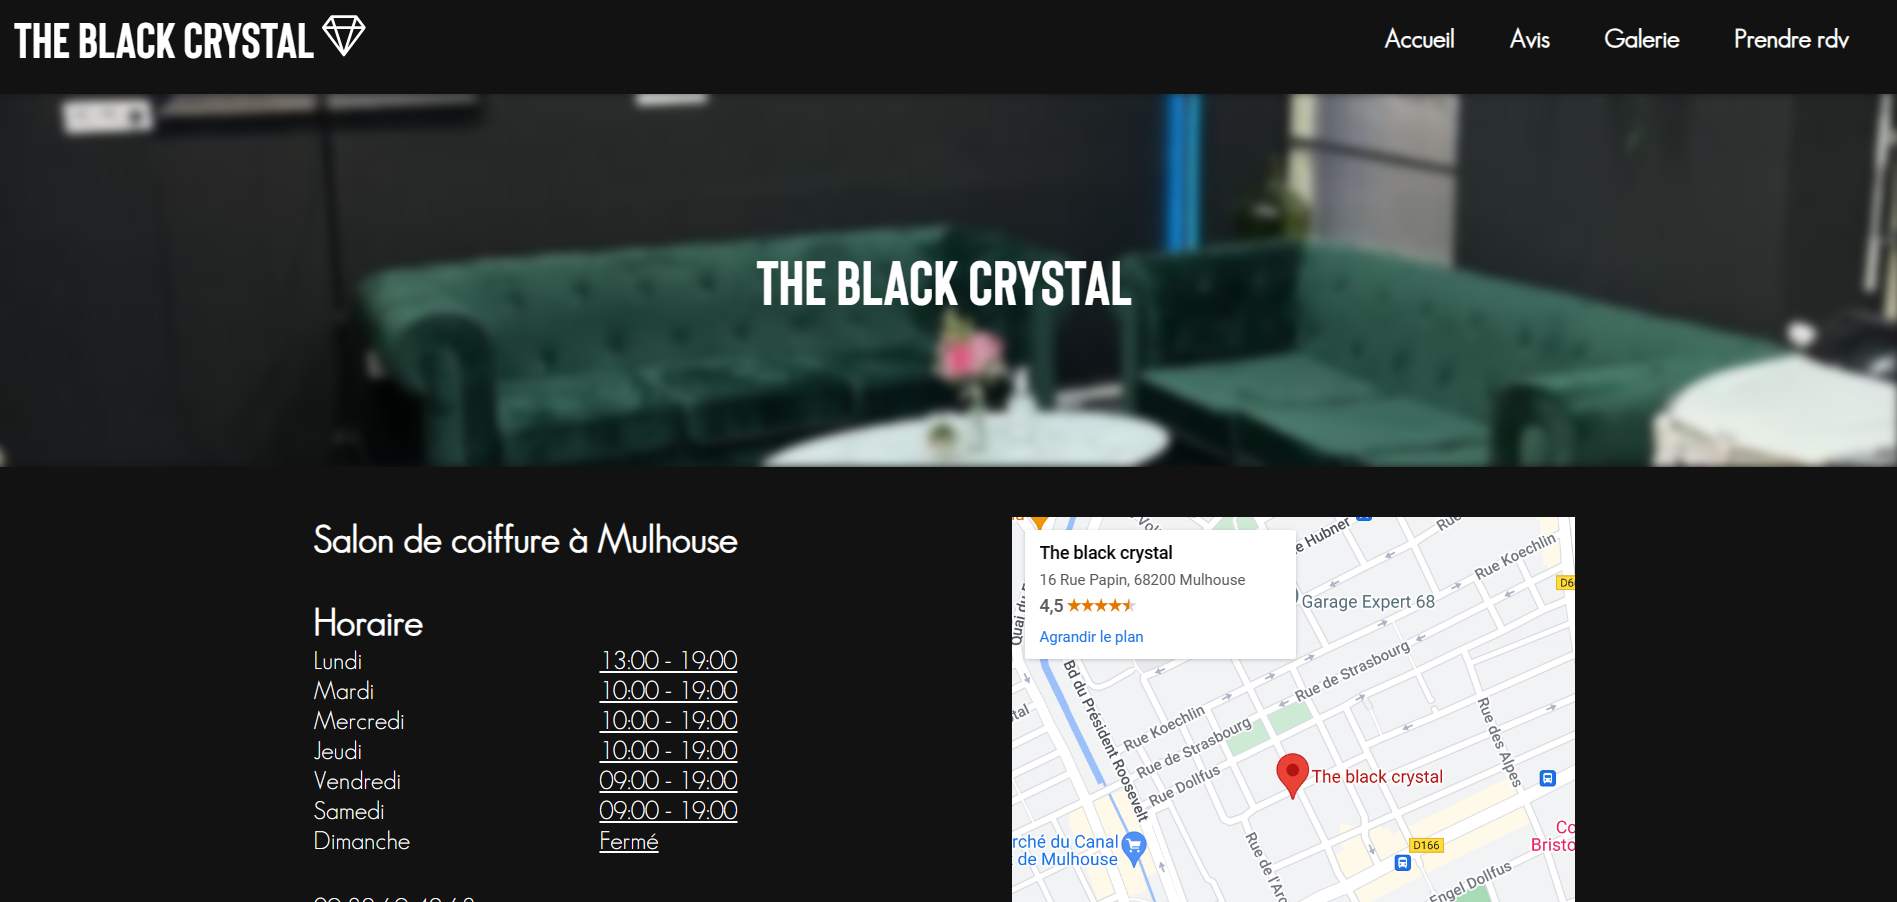 THE BLACK CRYSTAL
Accueil
Avis
Galerie
Prendre rdv
THE BLACK CRYSTAL
Salon de coiffure à Mulhouse
Horaire
Lundi 13:00 - 19:00
Mardi 10:00 - 19:00
Mercredi 10:00 - 19:00
Jeudi 10:00 - 19:00
Vendredi 09:00 - 19:00
Samedi 09:00 - 19:00
Dimanche Fermé
The black crystal
16 Rue Papin, 68200 Mulhouse
4,5
Agrandir le plan
e Hubner
Rue
Rue Koechlin
D6
Garage Expert 68
Quai du
Bd du Président Roosevelt
Rue de Strasbourg
Rue Koechlin
Rue de Strasbourg
Rue Dollfus
Rue des Alpes
The black crystal
rché du Canal
de Mulhouse
D166
Co
Bristo
Rue de l'Arc
Engel Dollfus